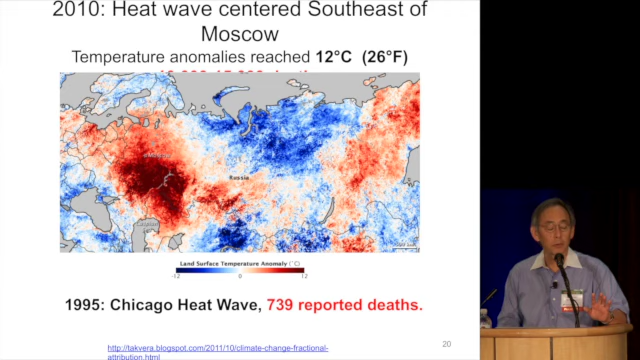 2010: Heat wave centered Southeast of
Moscow
Temperature anomalies reached 12°C (26°F)
Russia
Land Surface Temperature Anomaly (°C)
-12 0 12
1995: Chicago Heat Wave, 739 reported deaths.
http://takvera.blogspot.com/2011/10/climate-change-fractional-
attribution.html
20